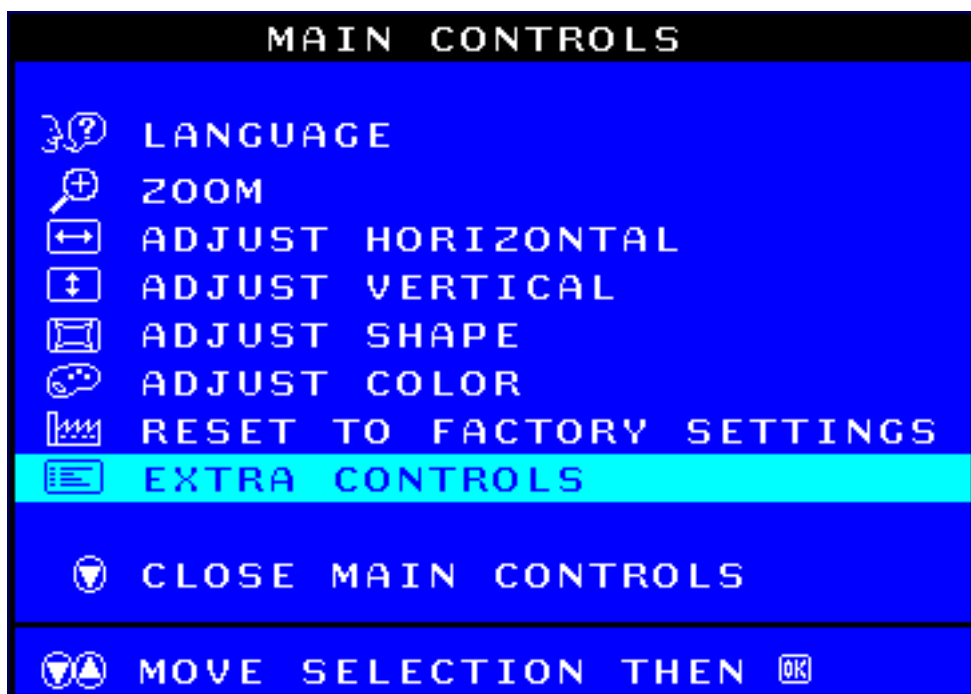 MAIN CONTROLS
LANGUAGE
ZOOM
ADJUST HORIZONTAL
ADJUST VERTICAL
ADJUST SHAPE
ADJUST COLOR
RESET TO FACTORY SETTINGS
EXTRA CONTROLS
CLOSE MAIN CONTROLS
MOVE SELECTION THEN OK